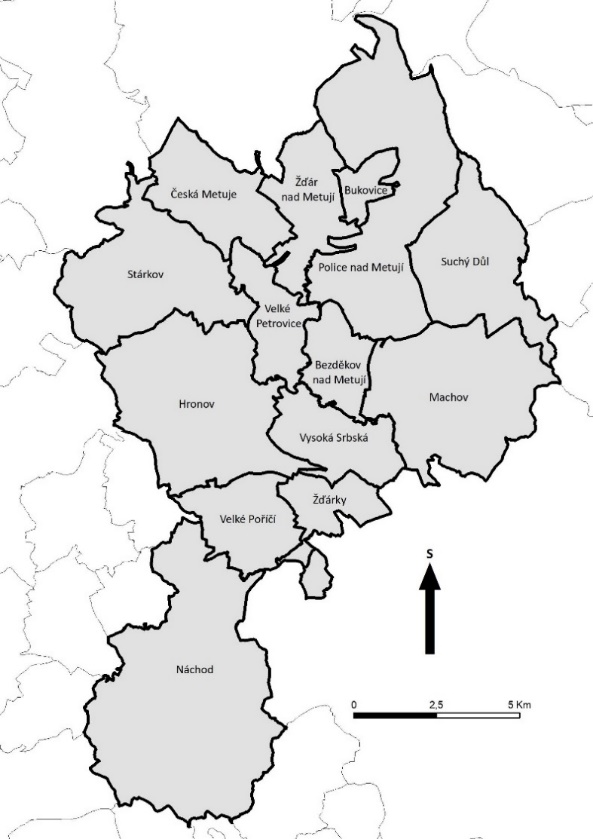 Česká Metuje
Žďár
nad Metují
Bukovice
Stárkov
Police nad Metují
Suchý Důl
Velké
Petrovice
Bezděkov
nad Metují
Hronov
Machov
Vysoká Srbská
Žďárky
Velké Poříčí
S
Náchod
0
2,5
5 Km